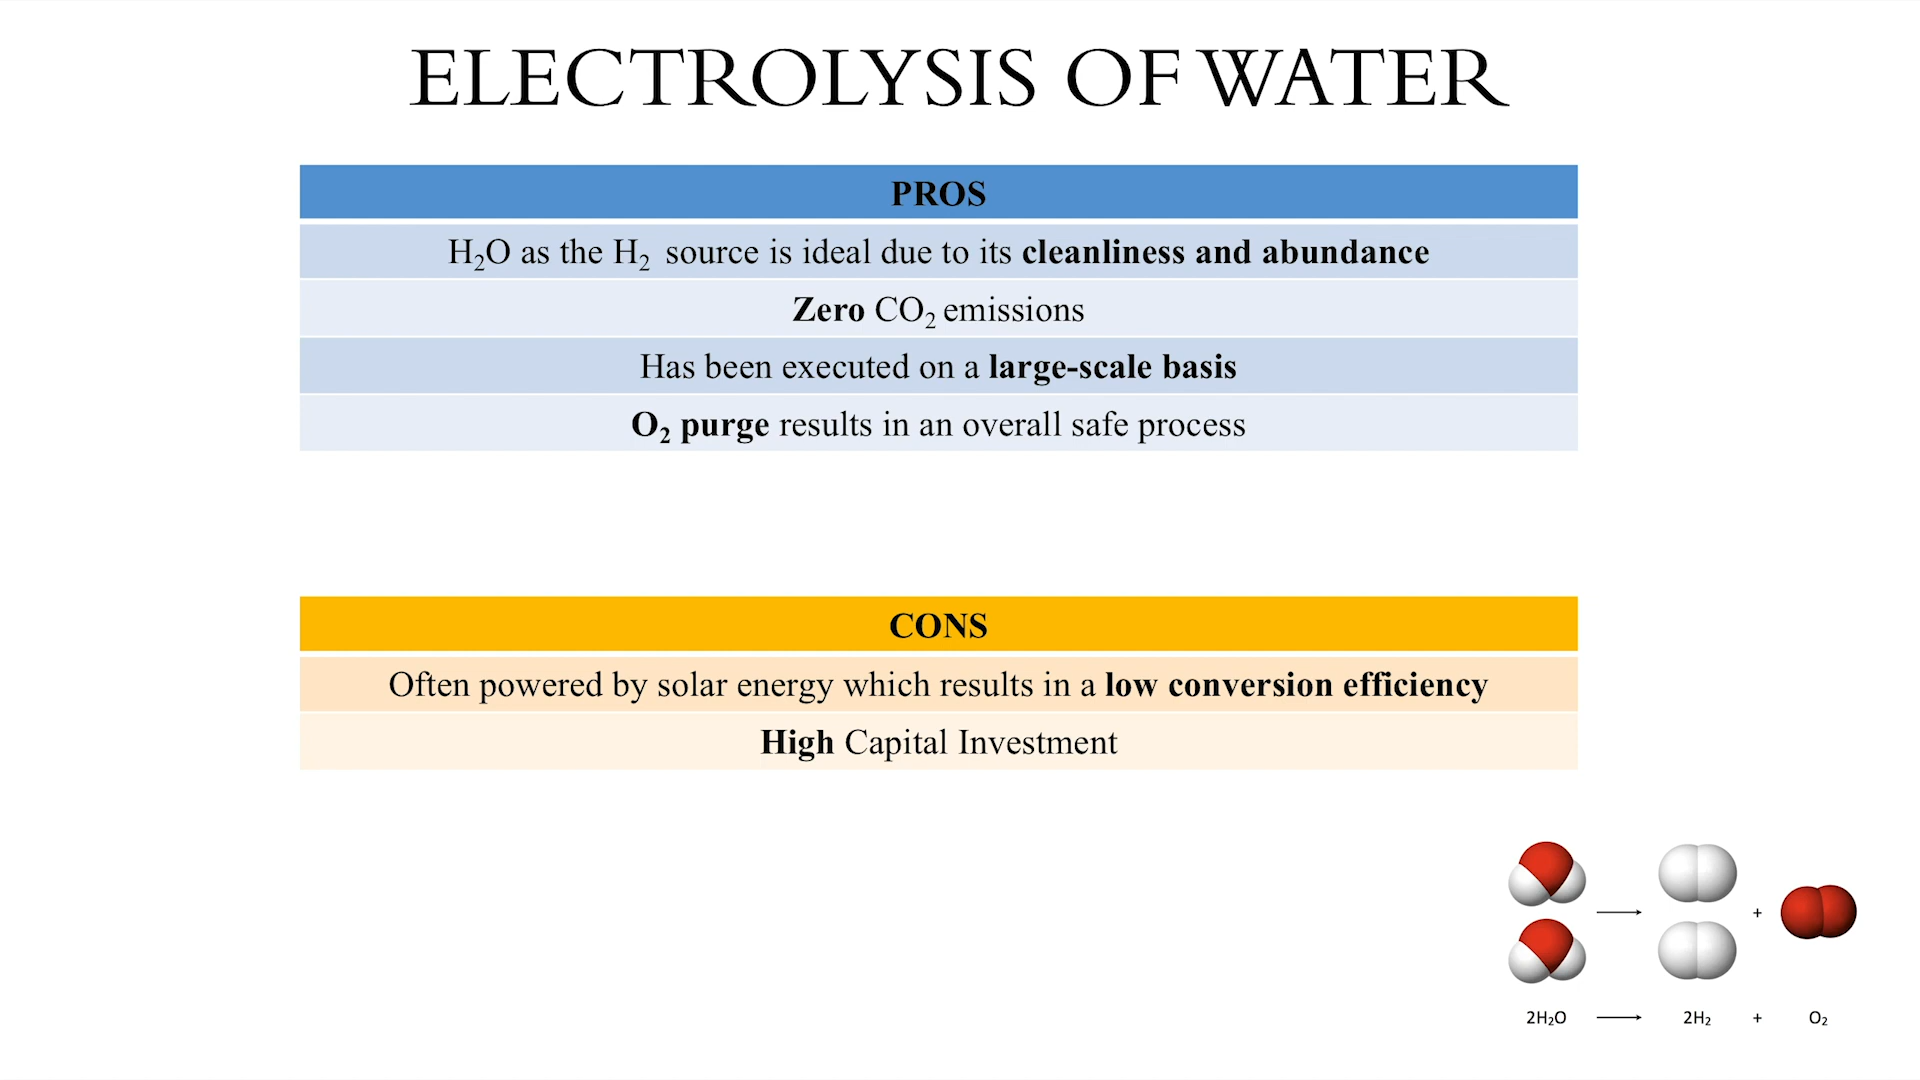 ELECTROLYSIS OF WATER
PROS
H₂O as the H₂ source is ideal due to its cleanliness and abundance
Zero CO₂ emissions
Has been executed on a large-scale basis
O₂ purge results in an overall safe process
CONS
Often powered by solar energy which results in a low conversion efficiency
High Capital Investment
+
2H₂O ⟶ 2H₂ + O₂